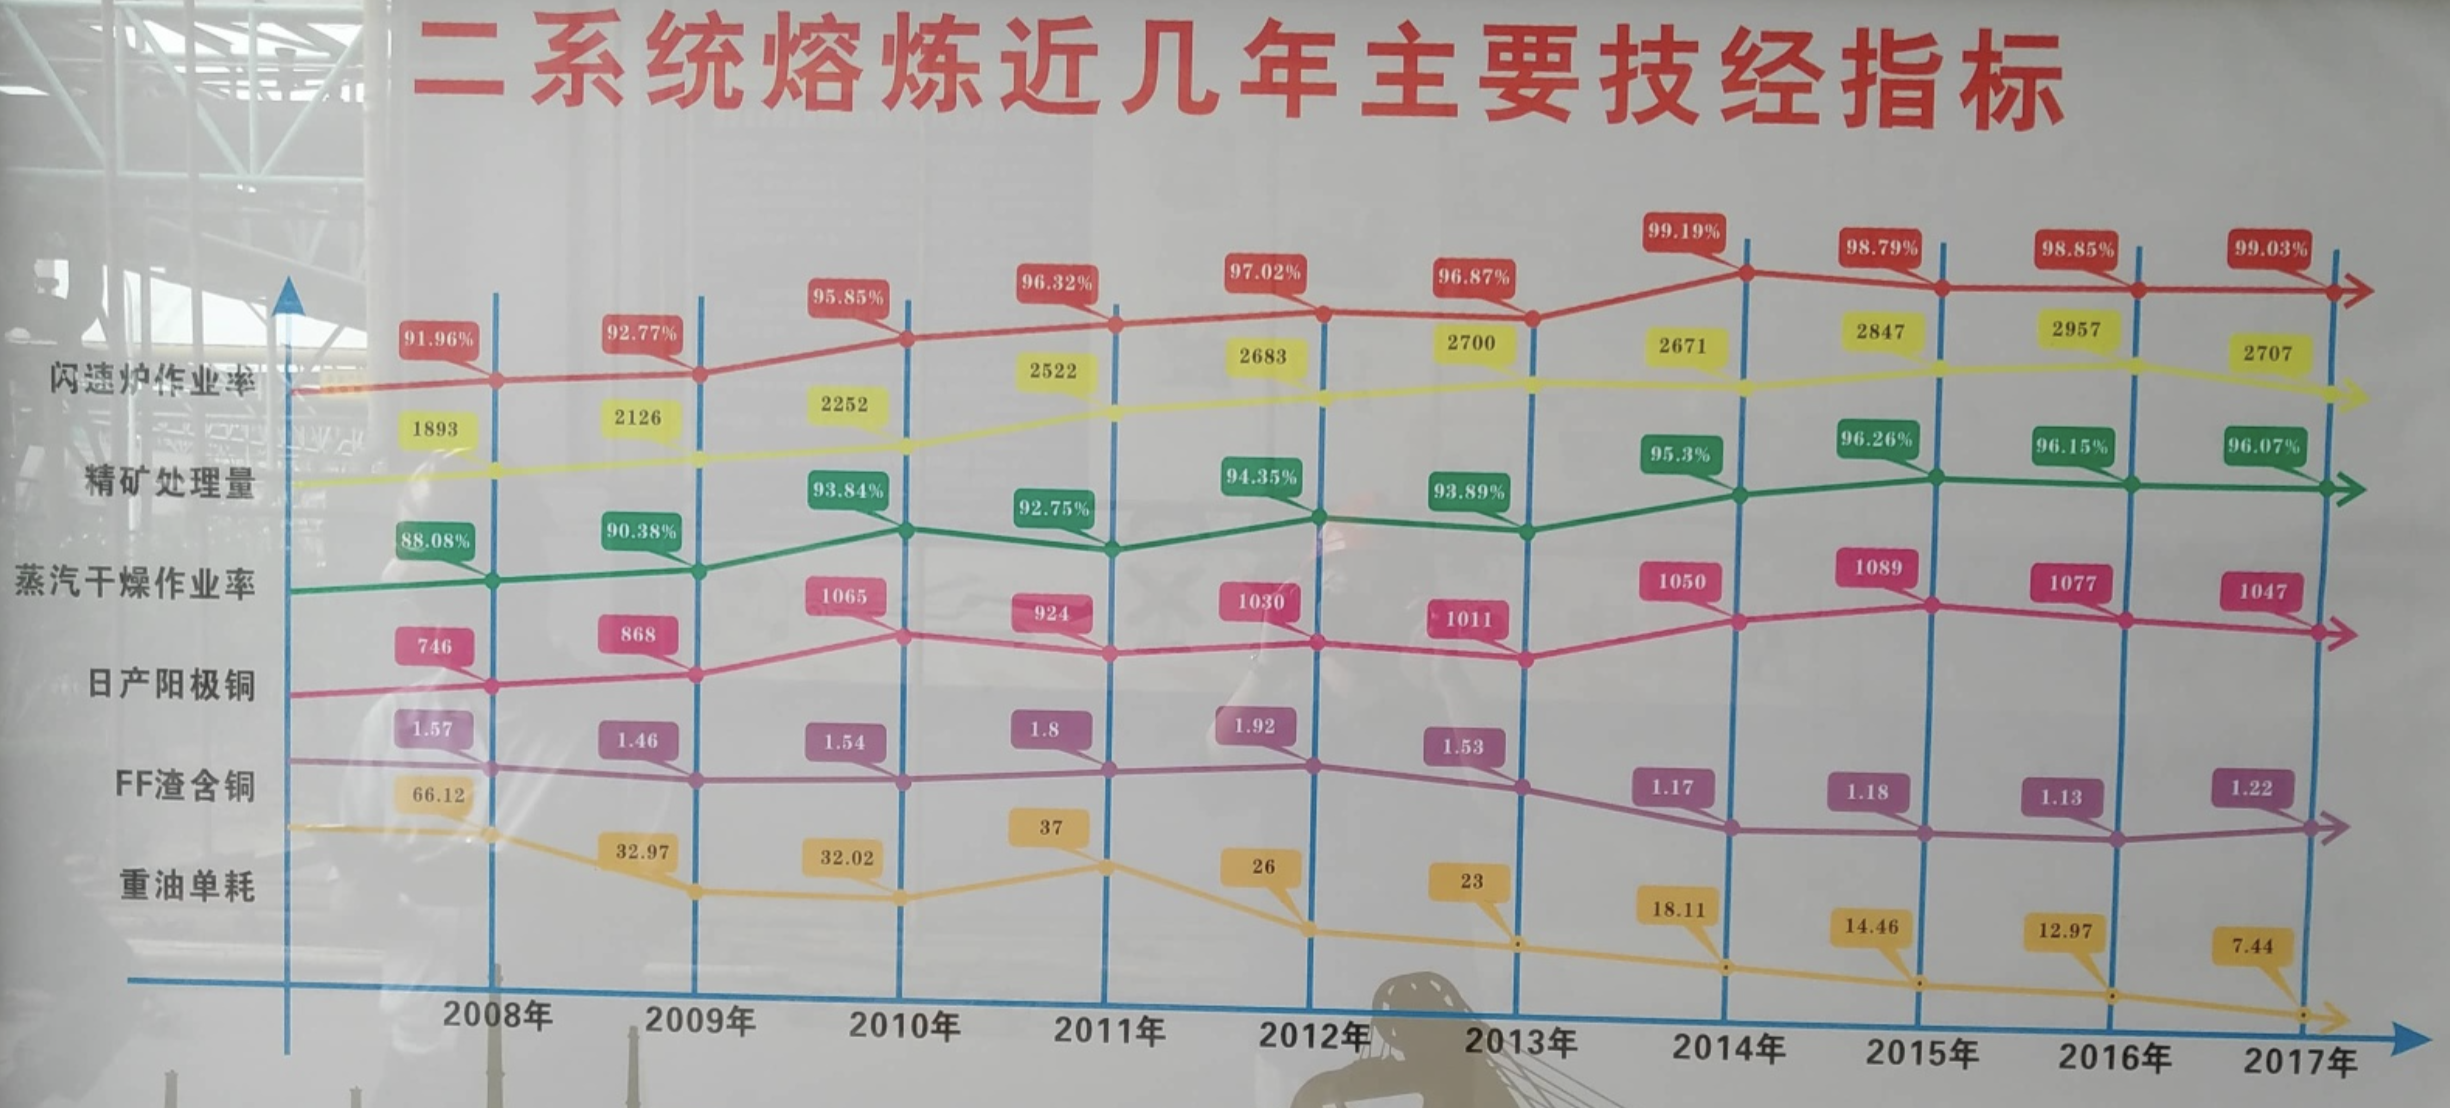 二系统熔炼近几年主要技经指标
99.19% 98.79% 98.85% 99.03%
91.96% 92.77% 95.85% 96.32% 97.02% 96.87%
闪速炉作业率
1893 2126 2252 2522 2683 2700 2671 2847 2957 2707
精矿处理量
88.08% 90.38% 93.84% 92.75% 94.35% 93.89% 95.3% 96.26% 96.15% 96.07%
蒸汽干燥作业率
746 868 1065 924 1030 1011 1050 1089 1077 1047
日产阳极铜
1.57 1.46 1.54 1.8 1.92 1.53 1.17 1.18 1.13 1.22
FF渣含铜
66.12 32.97 32.02 37 26 23 18.11 14.46 12.97 7.44
重油单耗
2008年 2009年 2010年 2011年 2012年 2013年 2014年 2015年 2016年 2017年